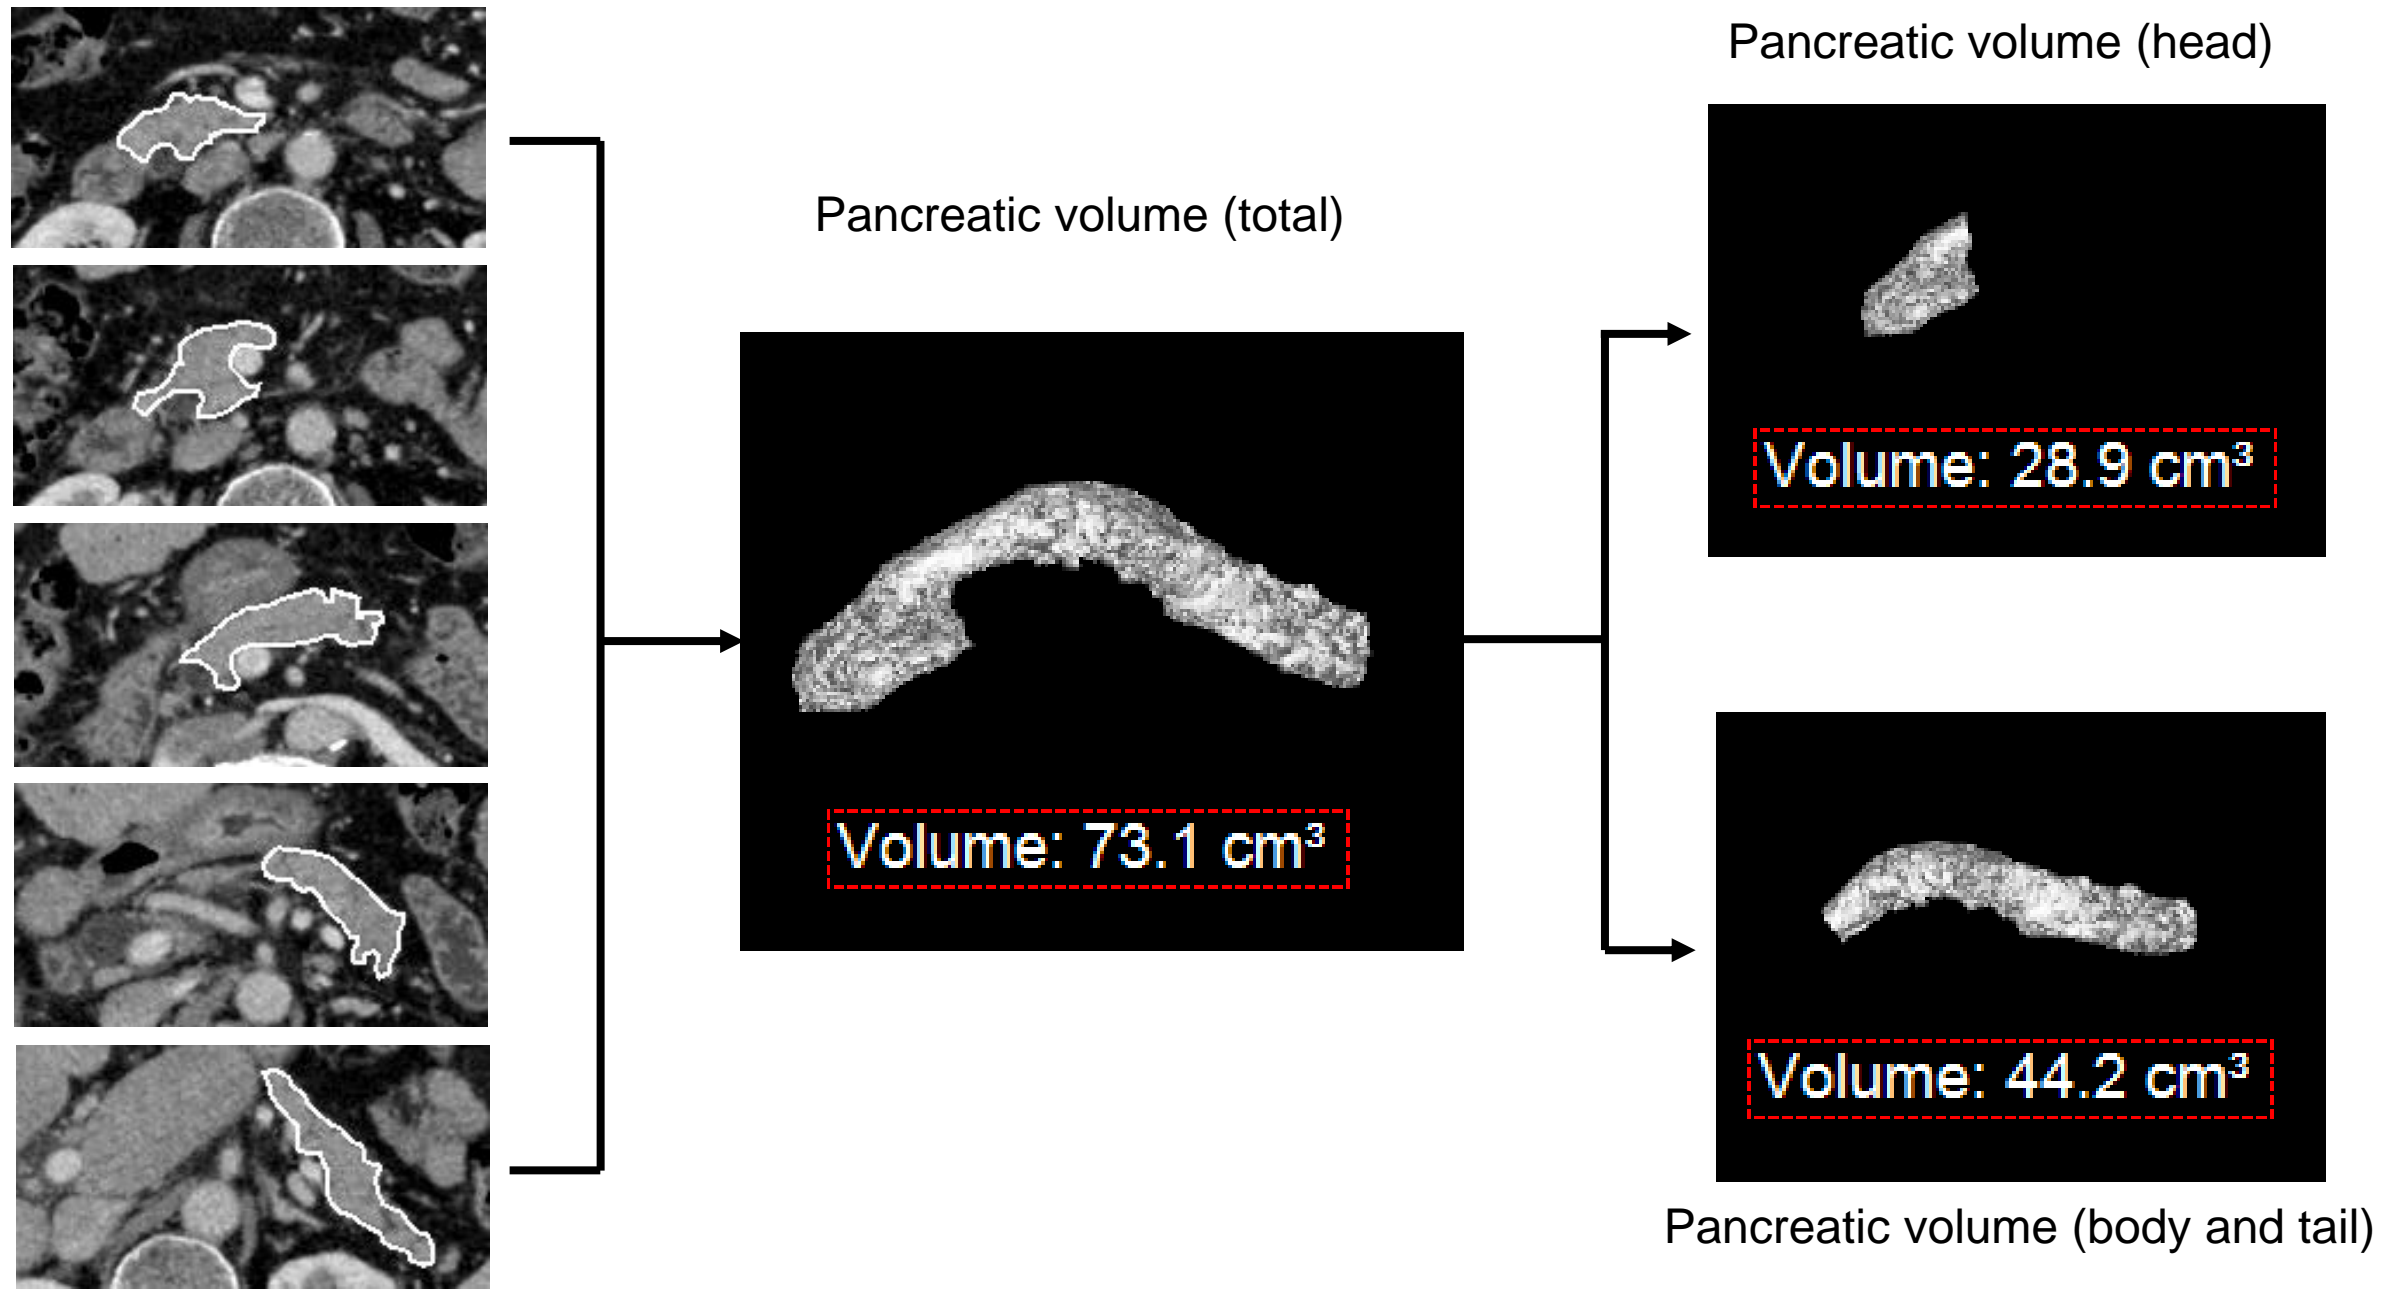 Pancreatic volume (head)
Volume: 28.9 cm³
Pancreatic volume (total)
Volume: 73.1 cm³
Volume: 44.2 cm³
Pancreatic volume (body and tail)